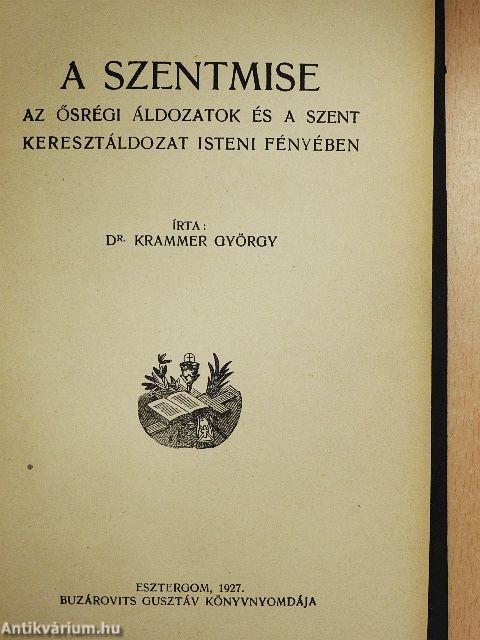 A SZENTMISE
AZ ŐSRÉGI ÁLDOZATOK ÉS A SZENT
KERESZTÁLDOZAT ISTENI FÉNYÉBEN
ÍRTA:
DR. KRAMMER GYÖRGY
ESZTERGOM, 1927.
BUZÁROVITS GUSZTÁV KÖNYVNYOMDÁJA
Antikvárium.hu